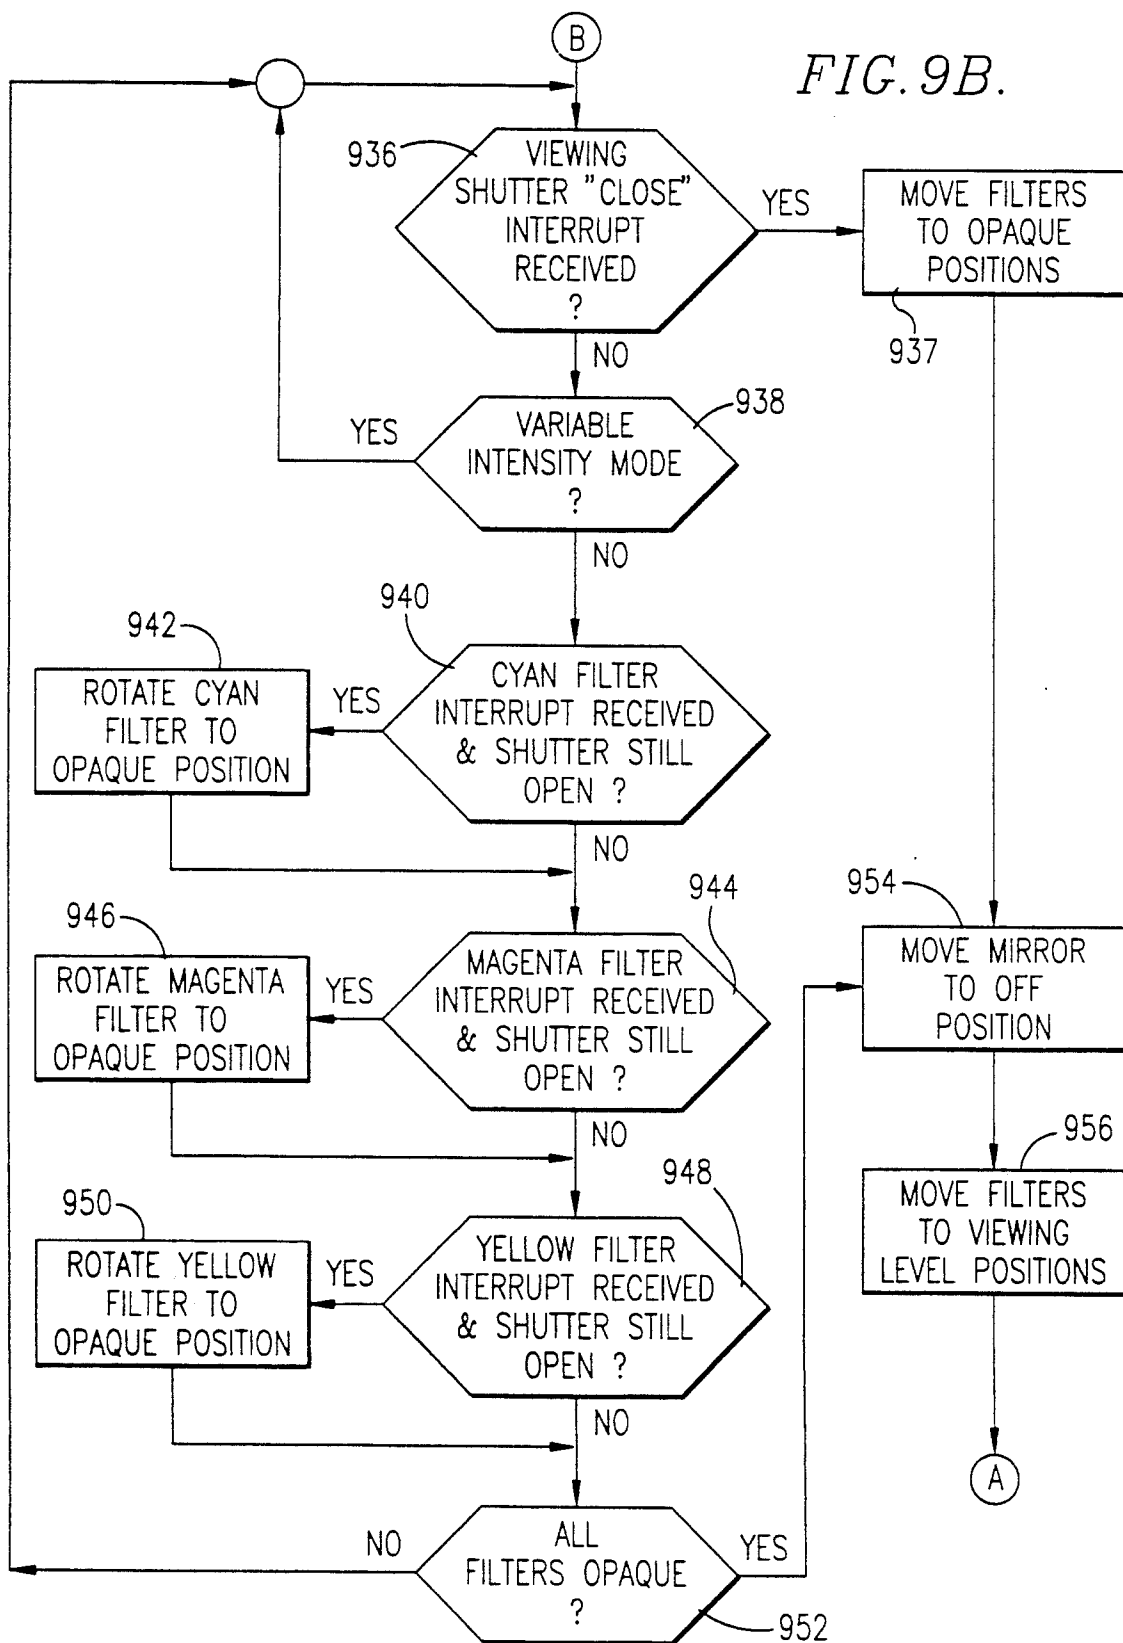 B
FIG. 9B.
936
VIEWING
SHUTTER "CLOSE"
INTERRUPT
RECEIVED
?
YES
MOVE FILTERS
TO OPAQUE
POSITIONS
937
NO
938
YES
VARIABLE
INTENSITY MODE
?
NO
940
942
CYAN FILTER
INTERRUPT RECEIVED
& SHUTTER STILL
OPEN ?
YES
ROTATE CYAN
FILTER TO
OPAQUE POSITION
NO
944
946
MAGENTA FILTER
INTERRUPT RECEIVED
& SHUTTER STILL
OPEN ?
YES
ROTATE MAGENTA
FILTER TO
OPAQUE POSITION
NO
954
MOVE MIRROR
TO OFF
POSITION
948
950
YELLOW FILTER
INTERRUPT RECEIVED
& SHUTTER STILL
OPEN ?
YES
ROTATE YELLOW
FILTER TO
OPAQUE POSITION
NO
956
MOVE FILTERS
TO VIEWING
LEVEL POSITIONS
A
NO
ALL
FILTERS OPAQUE
?
YES
952